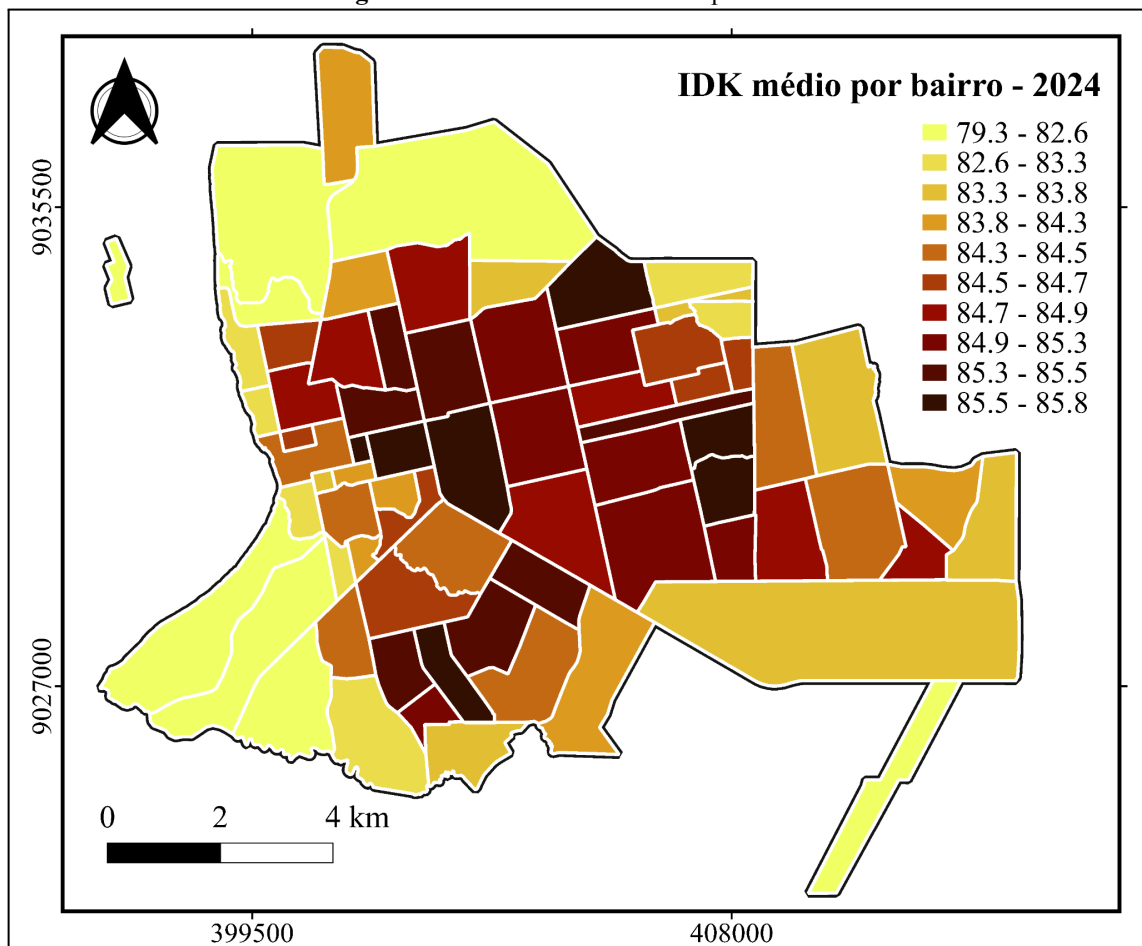 IDK médio por bairro - 2024
79.3 - 82.6
82.6 - 83.3
83.3 - 83.8
83.8 - 84.3
84.3 - 84.5
84.5 - 84.7
84.7 - 84.9
84.9 - 85.3
85.3 - 85.5
85.5 - 85.8
9035500
9027000
0 2 4 km
399500 408000